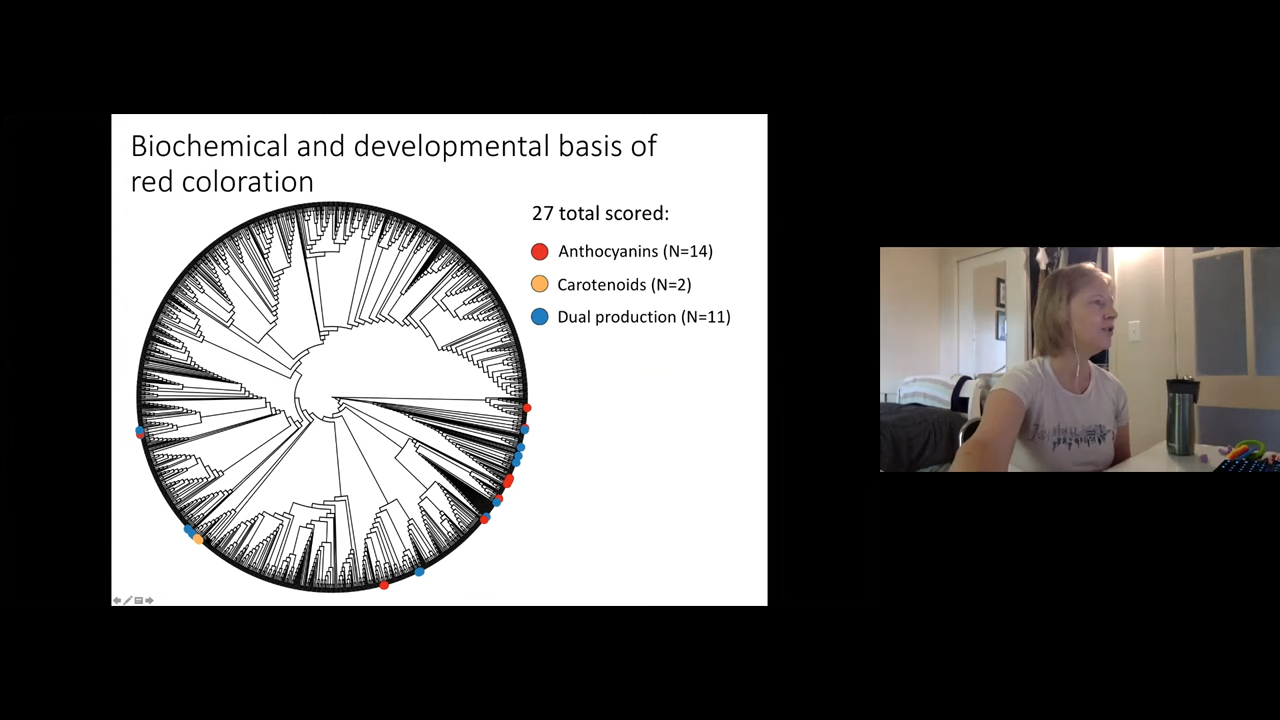 Biochemical and developmental basis of
red coloration
27 total scored:
Anthocyanins (N=14)
Carotenoids (N=2)
Dual production (N=11)